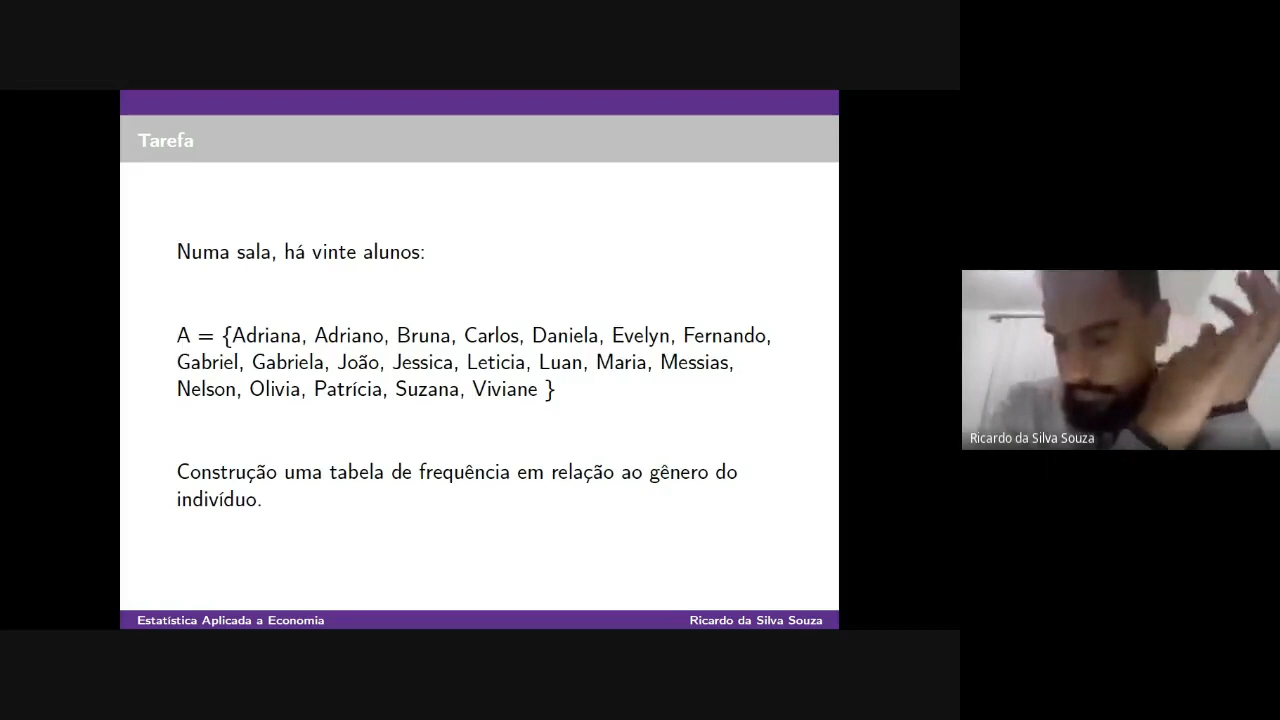 Tarefa
Numa sala, há vinte alunos:
A = {Adriana, Adriano, Bruna, Carlos, Daniela, Evelyn, Fernando,
Gabriel, Gabriela, João, Jessica, Leticia, Luan, Maria, Messias,
Nelson, Olivia, Patrícia, Suzana, Viviane }
Construção uma tabela de frequência em relação ao gênero do
indivíduo.
Estatística Aplicada a Economia
Ricardo da Silva Souza
Ricardo da Silva Souza